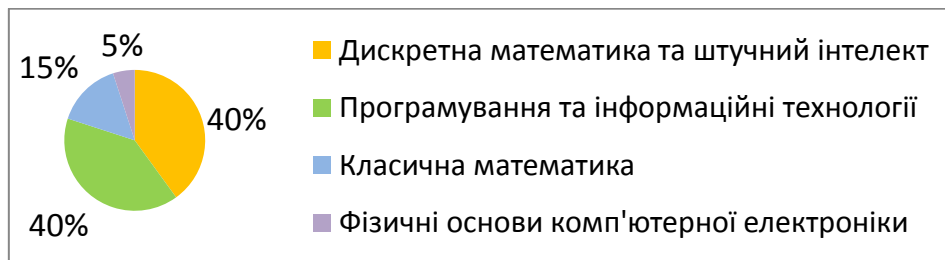 5%
15%
40%
40%
Дискретна математика та штучний інтелект
Програмування та інформаційні технології
Класична математика
Фізичні основи комп'ютерної електроніки